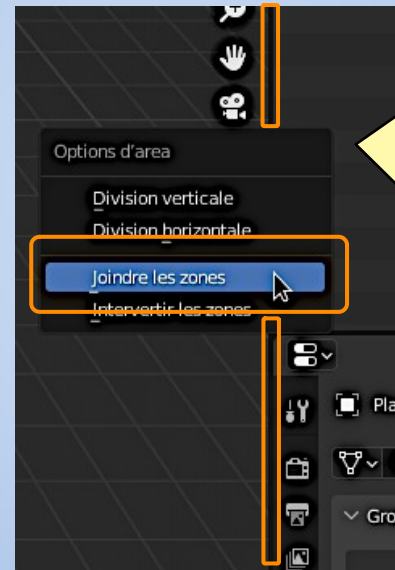 Options d'area
Division verticale
Division horizontale
Joindre les zones
Intervertir les zones
Pla
Gro